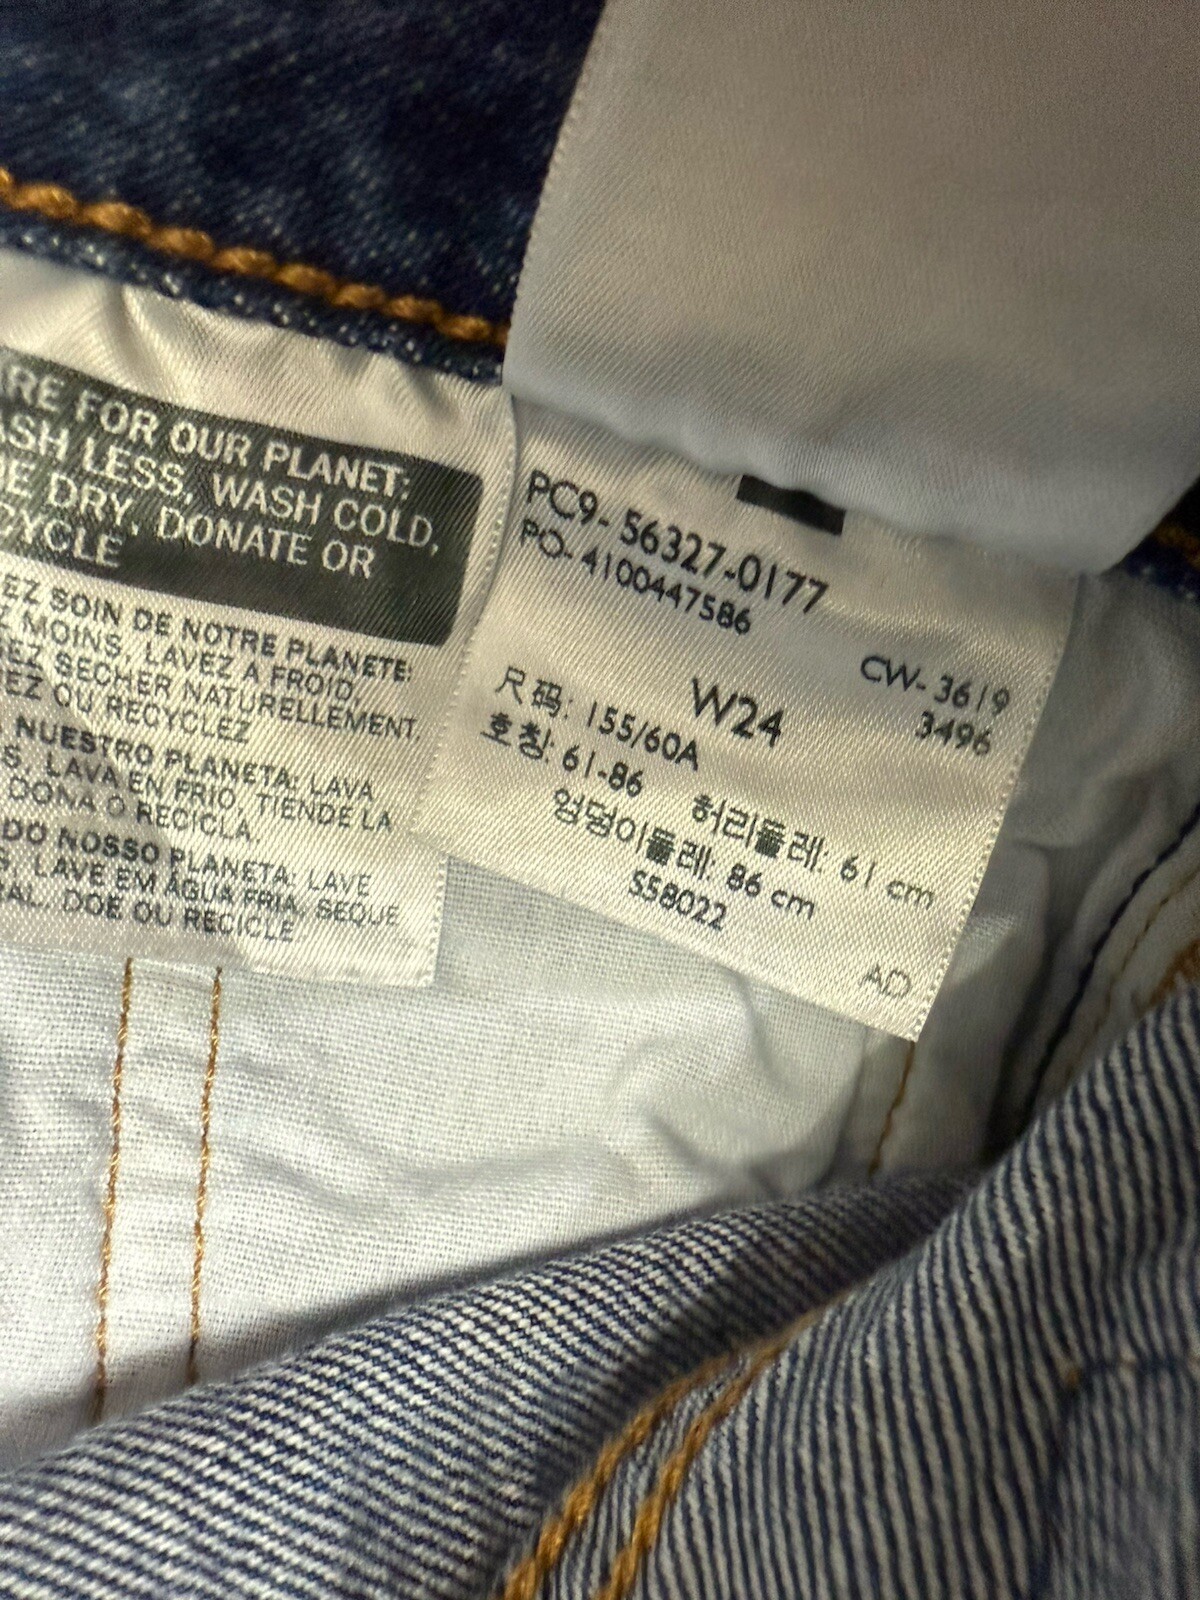 RE FOR OUR PLANET:
ASH LESS, WASH COLD,
E DRY, DONATE OR
CYCLE
EZ SOIN DE NOTRE PLANETE:
MOINS, LAVEZ A FROID,
EZ SECHER NATURELLEMENT,
EZ OU RECYCLEZ
NUESTRO PLANETA: LAVA
S. LAVA EN FRIO, TIENDE LA
DONA O RECICLA.
DO NOSSO PLANETA: LAVE
S. LAVE EM ÁGUA FRIA, SEQUE
AL. DOE OU RECICLE.
PC9-56327-0177
PO-4100447586
CW-3619
W24 3496
尺码: 155/60A
호칭: 61-86 허리둘레: 61 cm
엉덩이둘레: 86 cm
S58022
AD